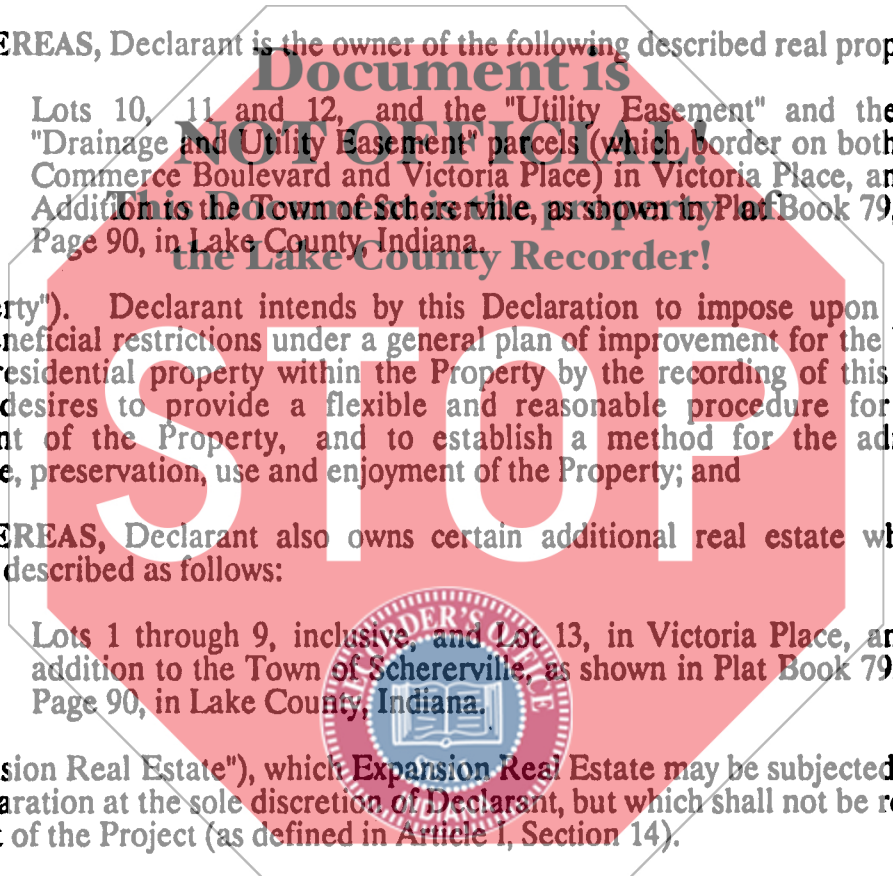 EREAS, Declarant is the owner of the following described real prop
Document is
Lots 10, 11 and 12, and the "Utility Easement" and the
NOT OFFICIAL!
"Drainage and Utility Easement" parcels (which border on both
Commerce Boulevard and Victoria Place) in Victoria Place, an
This Document is the property of
Addition to the Town of Schererville, as shown in Plat Book 79,
Page 90, in Lake County, Indiana.
the Lake County Recorder!
erty"). Declarant intends by this Declaration to impose upon
neficial restrictions under a general plan of improvement for the
residential property within the Property by the recording of this
desires to provide a flexible and reasonable procedure for
nt of the Property, and to establish a method for the ad
e, preservation, use and enjoyment of the Property; and
STOP
EREAS, Declarant also owns certain additional real estate wh
described as follows:
Lots 1 through 9, inclusive, and Lot 13, in Victoria Place, an
addition to the Town of Schererville, as shown in Plat Book 79
Page 90, in Lake County, Indiana.
RECORDER'S OFFICE
sion Real Estate"), which Expansion Real Estate may be subjected
aration at the sole discretion of Declarant, but which shall not be re
t of the Project (as defined in Article I, Section 14).